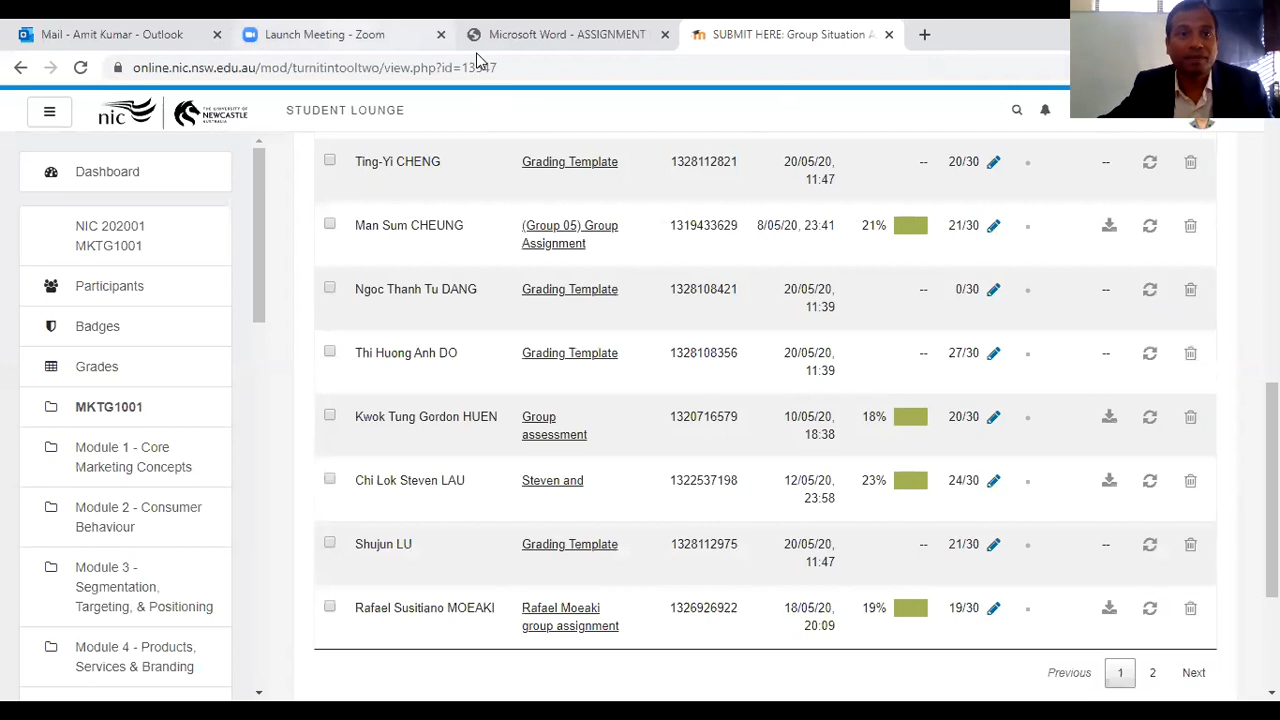 Mail - Amit Kumar - Outlook
Launch Meeting - Zoom
Microsoft Word - ASSIGNMENT
SUBMIT HERE: Group Situation A
online.nic.nsw.edu.au/mod/turnitintooltwo/view.php?id=13
47
nic
THE UNIVERSITY OF
NEWCASTLE
AUSTRALIA
STUDENT LOUNGE
Dashboard
NIC 202001
MKTG1001
Participants
Badges
Grades
MKTG1001
Module 1 - Core
Marketing Concepts
Module 2 - Consumer
Behaviour
Module 3 -
Segmentation,
Targeting, & Positioning
Module 4 - Products,
Services & Branding
Ting-Yi CHENG Grading Template 1328112821 20/05/20, -- 20/30 --
11:47
Man Sum CHEUNG (Group 05) Group 1319433629 8/05/20, 23:41 21% 21/30
Assignment
Ngoc Thanh Tu DANG Grading Template 1328108421 20/05/20, -- 0/30 --
11:39
Thi Huong Anh DO Grading Template 1328108356 20/05/20, -- 27/30 --
11:39
Kwok Tung Gordon HUEN Group 1320716579 10/05/20, 18% 20/30
assessment 18:38
Chi Lok Steven LAU Steven and 1322537198 12/05/20, 23% 24/30
23:58
Shujun LU Grading Template 1328112975 20/05/20, -- 21/30 --
11:47
Rafael Susitiano MOEAKI Rafael Moeaki 1326926922 18/05/20, 19% 19/30
group assignment 20:09
Previous 1 2 Next